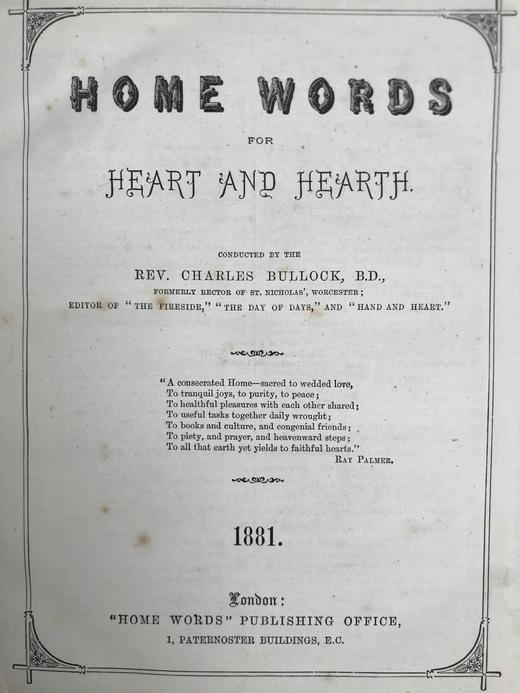 HOME WORDS
FOR
HEART AND HEARTH.
CONDUCTED BY THE
REV. CHARLES BULLOCK, B.D.,
FORMERLY RECTOR OF ST. NICHOLAS', WORCESTER;
EDITOR OF "THE FIRESIDE," "THE DAY OF DAYS," AND "HAND AND HEART."
"A consecrated Home—sacred to wedded love,
To tranquil joys, to purity, to peace;
To healthful pleasures with each other shared;
To useful tasks together daily wrought;
To books and culture, and congenial friends;
To piety, and prayer, and heavenward steps;
To all that earth yet yields to faithful hearts."
RAY PALMER.
1881.
London:
"HOME WORDS" PUBLISHING OFFICE,
1, PATERNOSTER BUILDINGS, E.C.